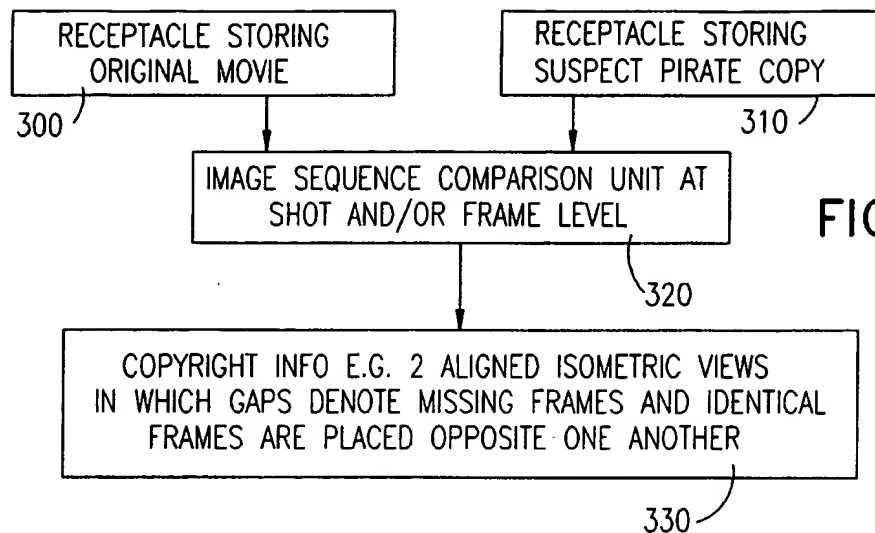 RECEPTACLE STORING
ORIGINAL MOVIE
300
RECEPTACLE STORING
SUSPECT PIRATE COPY
310
IMAGE SEQUENCE COMPARISON UNIT AT
SHOT AND/OR FRAME LEVEL
320
FIG
COPYRIGHT INFO E.G. 2 ALIGNED ISOMETRIC VIEWS
IN WHICH GAPS DENOTE MISSING FRAMES AND IDENTICAL
FRAMES ARE PLACED OPPOSITE ONE ANOTHER
330